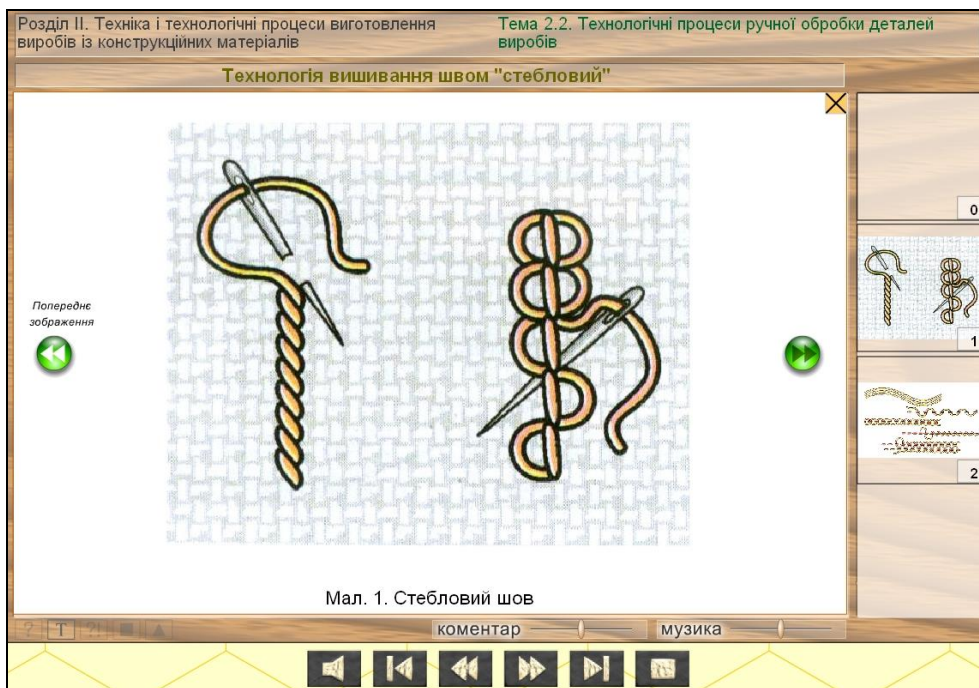 Розділ II. Техніка і технологічні процеси виготовлення
виробів із конструкційних матеріалів
Тема 2.2. Технологічні процеси ручної обробки деталей
виробів
Технологія вишивання швом "стебловий"
0
Попереднє
зображення
1
2
Мал. 1. Стебловий шов
? T ?!
коментар
музика